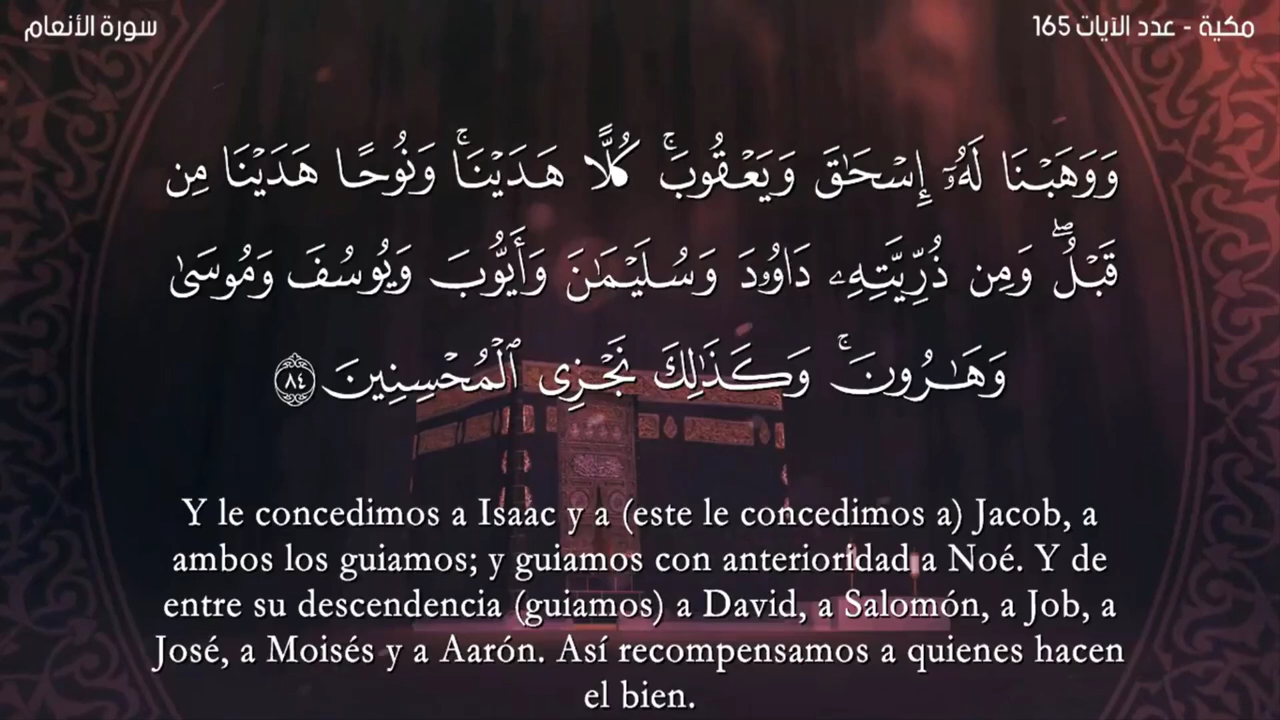 سورة الأنعام
مكية - عدد الآيات 165
وَوَهَبْنَا لَهُۥٓ إِسْحَٰقَ وَيَعْقُوبَ ۚ كُلًّا هَدَيْنَا ۚ وَنُوحًا هَدَيْنَا مِن
قَبْلُ ۖ وَمِن ذُرِّيَّتِهِۦ دَاوُۥدَ وَسُلَيْمَٰنَ وَأَيُّوبَ وَيُوسُفَ وَمُوسَىٰ
وَهَٰرُونَ ۚ وَكَذَٰلِكَ نَجْزِى ٱلْمُحْسِنِينَ ٨٤
Y le concedimos a Isaac y a (este le concedimos a) Jacob, a
ambos los guiamos; y guiamos con anterioridad a Noé. Y de
entre su descendencia (guiamos) a David, a Salomón, a Job, a
José, a Moisés y a Aarón. Así recompensamos a quienes hacen
el bien.